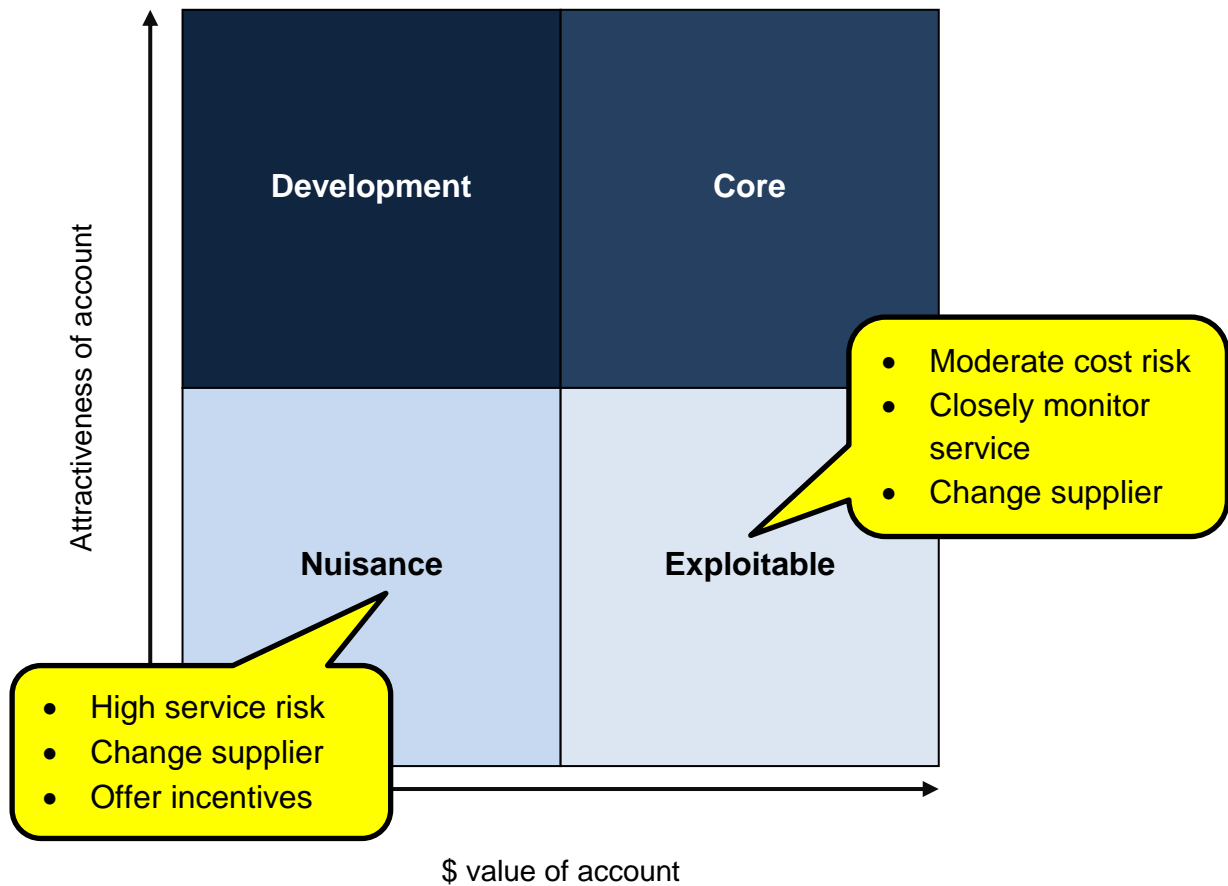 Attractiveness of account
Development
Core
• Moderate cost risk
• Closely monitor
service
• Change supplier
Nuisance
Exploitable
• High service risk
• Change supplier
• Offer incentives
$ value of account